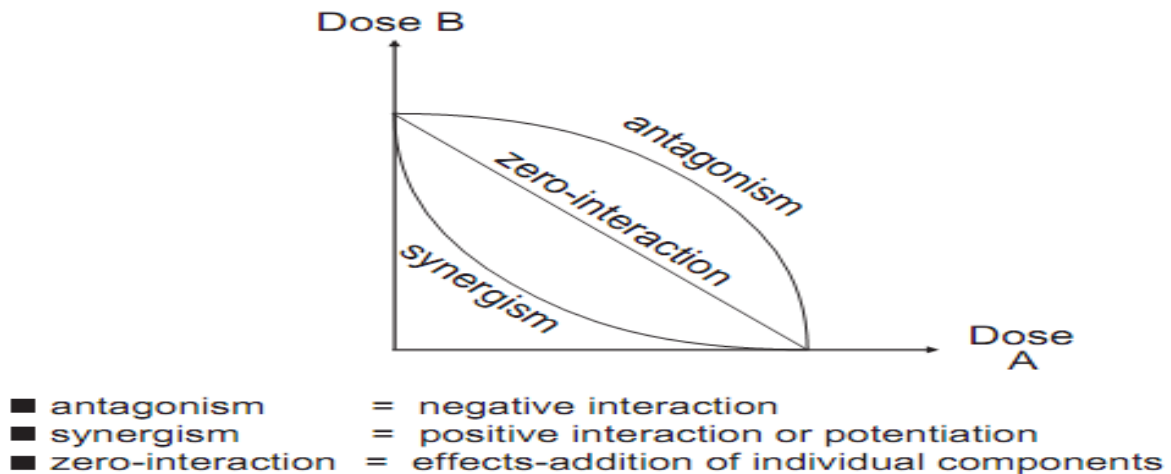 Dose B
antagonism
zero-interaction
synergism
Dose
A
■ antagonism = negative interaction
■ synergism = positive interaction or potentiation
■ zero-interaction = effects-addition of individual components